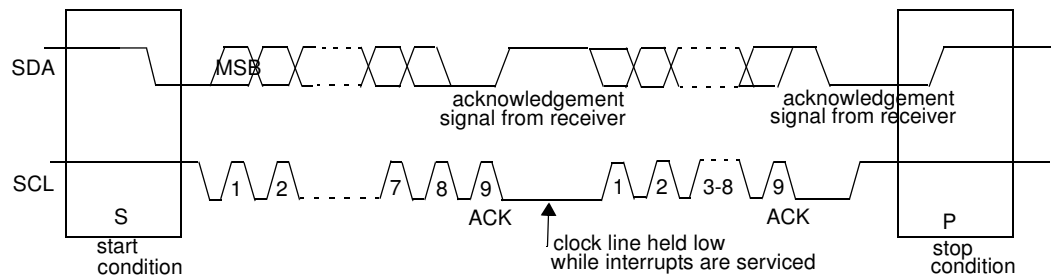 SDA
MSB
acknowledgement
signal from receiver
acknowledgement
signal from receiver
SCL
1 2 7 8 9 1 2 3-8 9
ACK ACK
S
P
start
condition
clock line held low
while interrupts are serviced
stop
condition